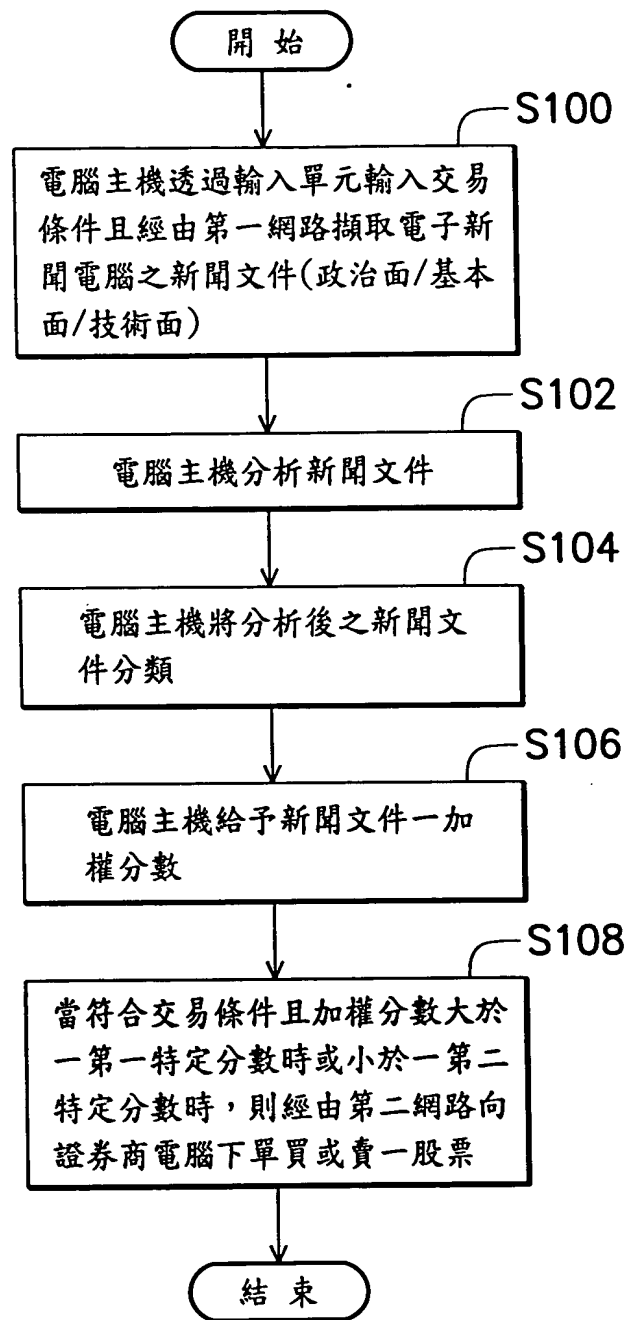 開始
S100
電腦主機透過輸入單元輸入交易
條件且經由第一網路擷取電子新
聞電腦之新聞文件(政治面/基本
面/技術面)
S102
電腦主機分析新聞文件
S104
電腦主機將分析後之新聞文
件分類
S106
電腦主機給予新聞文件一加
權分數
S108
當符合交易條件且加權分數大於
一第一特定分數時或小於一第二
特定分數時，則經由第二網路向
證券商電腦下單買或賣一股票
結束